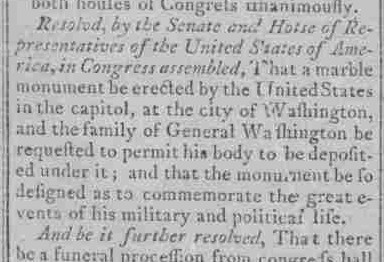 both houses of Congreſs unanimouſly.
Reſolved, by the Senate and Houſe of Re-
preſentatives of the United States of Ame-
rica, in Congreſs aſſembled, That a marble
monument be erected by the United States
in the capitol, at the city of Waſhington,
and the family of General Waſhington be
requeſted to permit his body to be depoſit-
ed under it; and that the monument be ſo
deſigned as to commemorate the great e-
vents of his military and political life.
And be it further reſolved, That there
be a funeral proceſſion from congreſs hall